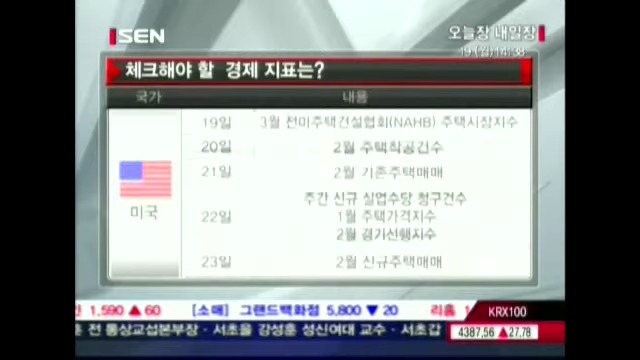 SEN
오늘장 내일장
19(월)14:38
체크해야 할 경제 지표는?
국가 내용
19일 3월 전미주택건설협회(NAHB) 주택시장지수
20일 2월 주택착공건수
21일 2월 기존주택매매
미국
22일 주간 신규 실업수당 청구건수
1월 주택가격지수
2월 경기선행지수
23일 2월 신규주택매매
1,590 ▲ 60 [소매] 그랜드백화점 5,800 ▼ 20 리홈
KRX100
전 통상교섭본부장 · 서초을 강성훈 성신여대 교수 · 서초갑
4387,56 ▲27,78